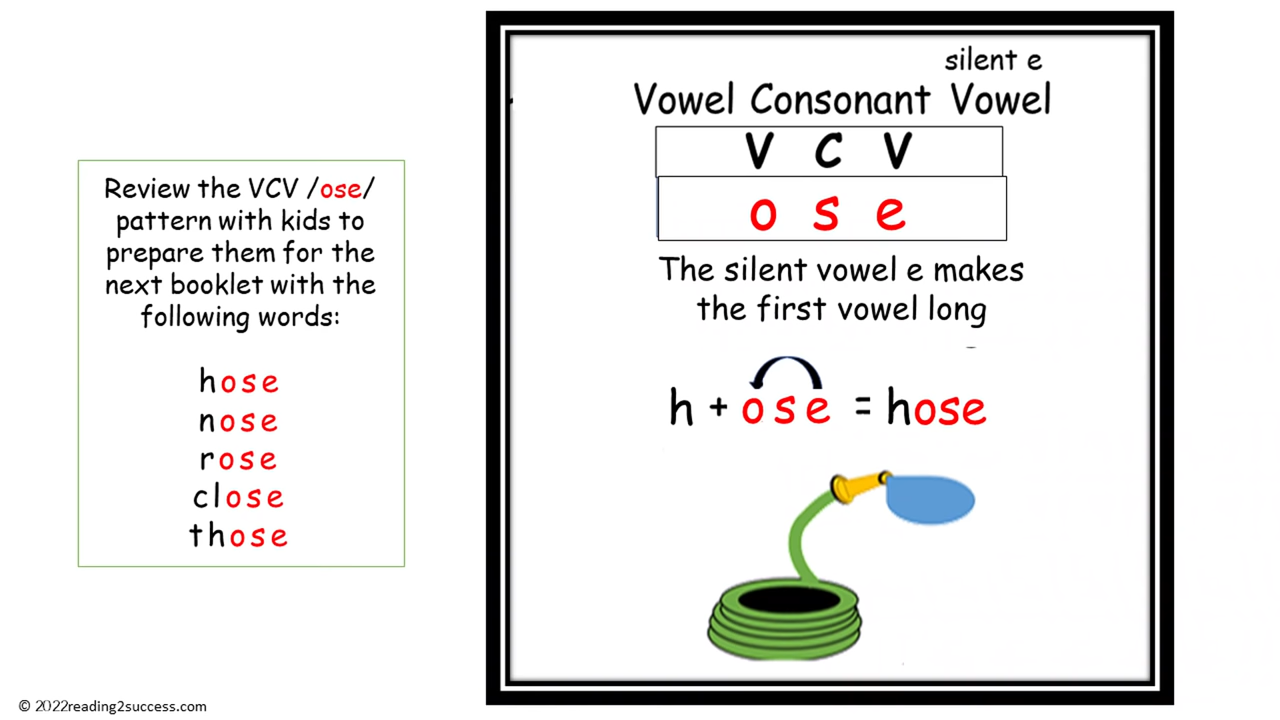 Review the VCV /ose/
pattern with kids to
prepare them for the
next booklet with the
following words:
hose
nose
rose
close
those
silent e
Vowel Consonant Vowel
V C V
o s e
The silent vowel e makes
the first vowel long
h + ose = hose
© 2022reading2success.com